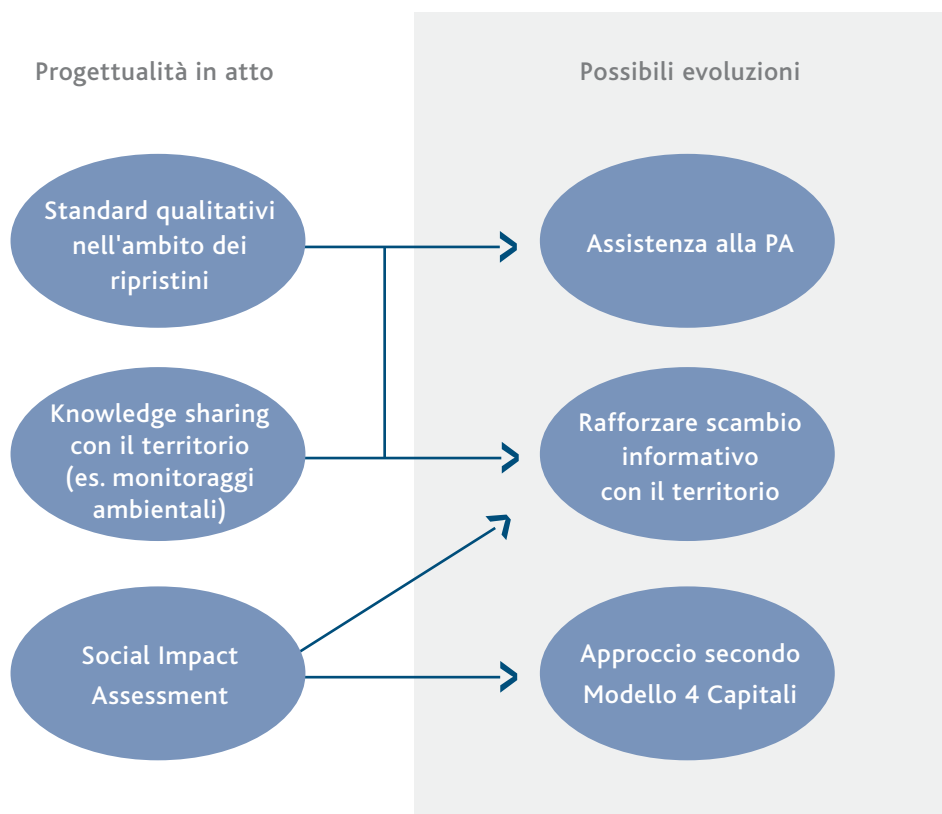 Progettualità in atto
Possibili evoluzioni
Standard qualitativi
nell'ambito dei
ripristini
Assistenza alla PA
Knowledge sharing
con il territorio
(es. monitoraggi
ambientali)
Rafforzare scambio
informativo
con il territorio
Social Impact
Assessment
Approccio secondo
Modello 4 Capitali